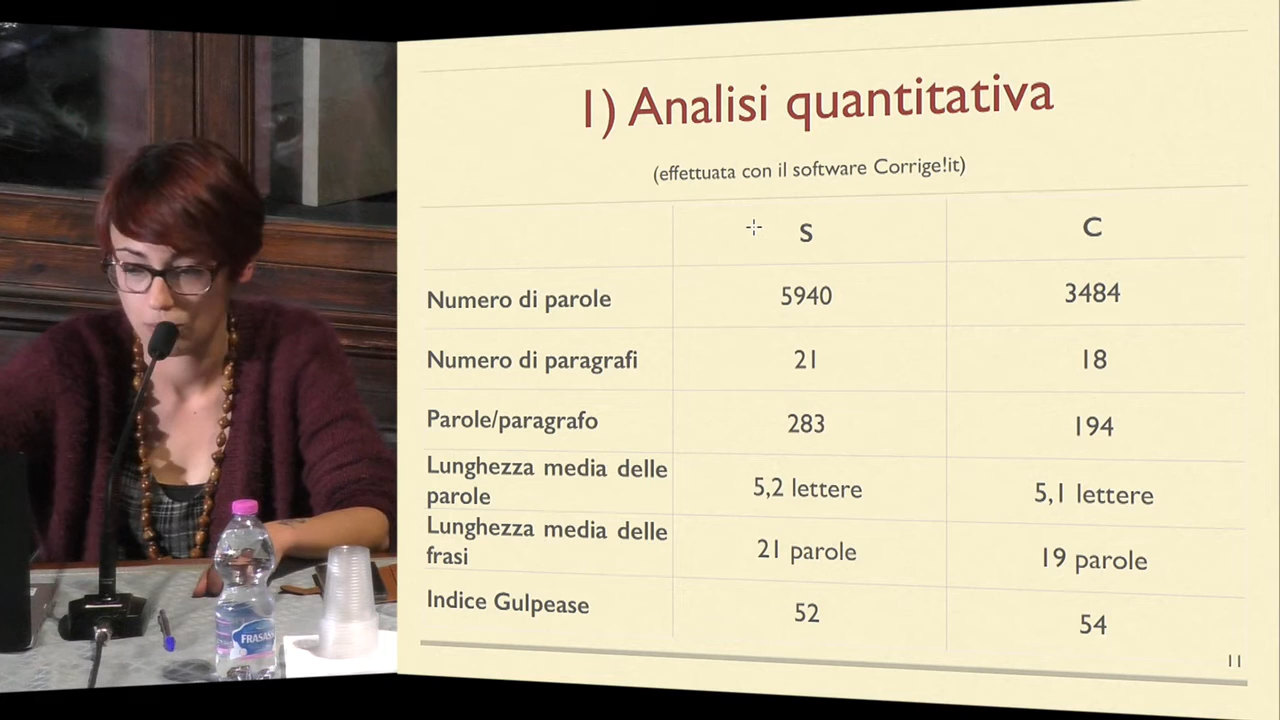 1) Analisi quantitativa
(effettuata con il software Corrige!it)
S C
Numero di parole 5940 3484
Numero di paragrafi 21 18
Parole/paragrafo 283 194
Lunghezza media delle
parole 5,2 lettere 5,1 lettere
Lunghezza media delle
frasi 21 parole 19 parole
Indice Gulpease 52 54
11